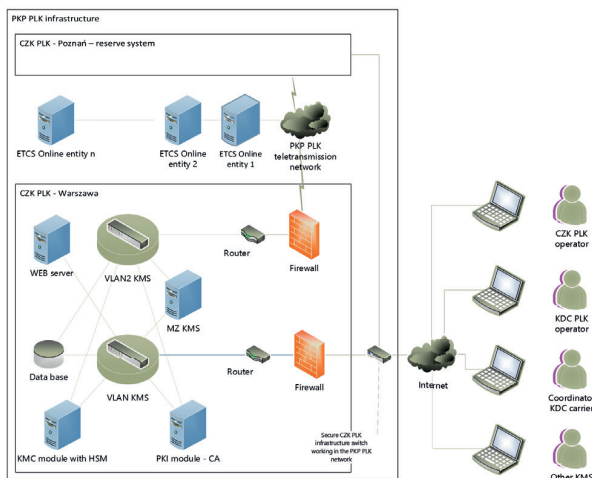 PKP PLK infrastructure
CZK PLK - Poznań – reserve system
ETCS Online entity n
ETCS Online
entity 2
ETCS Online
entity 1
PKP PLK
teletransmission
network
CZK PLK - Warszawa
WEB server
VLAN2 KMS
Router
Firewall
MZ KMS
Data base
VLAN KMS
Router
Firewall
KMC module with HSM
PKI module - CA
Secure CZK PLK
infrastructure switch
working in the PKP PLK
network
Internet
CZK PLK
operator
KDC PLK
operator
Coordinator
KDC carrier
Other KMS